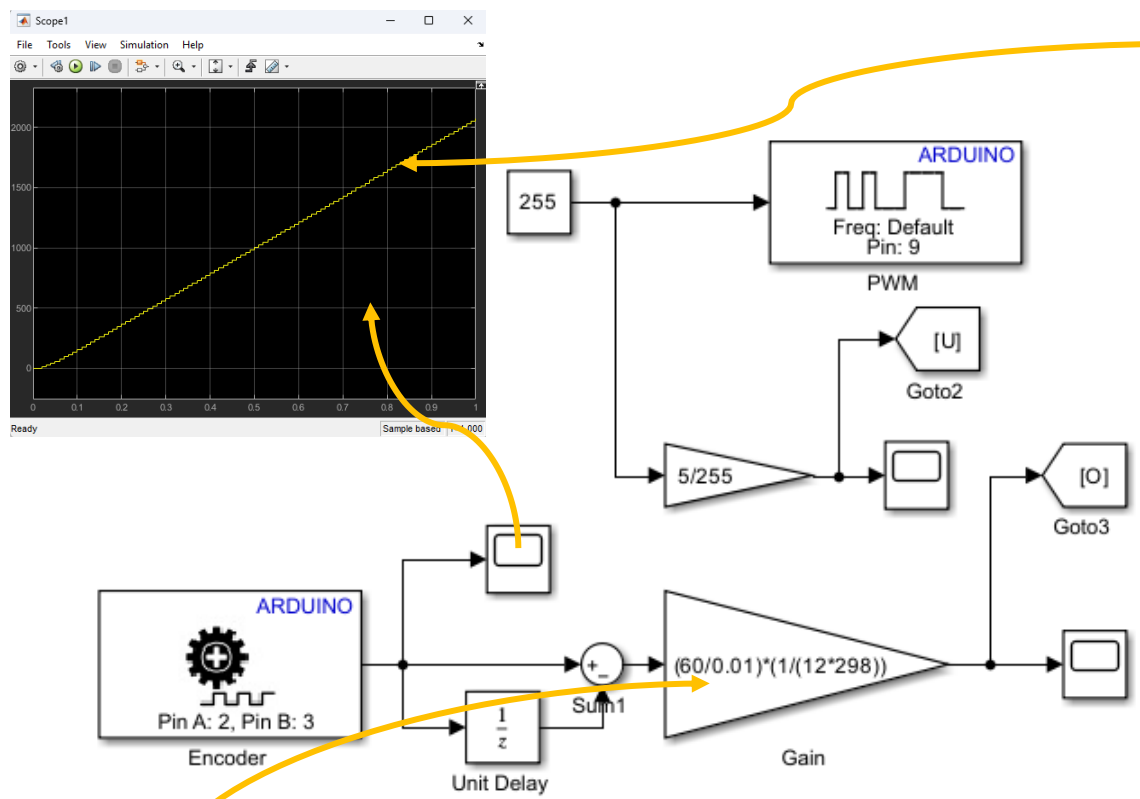 Scope1
File Tools View Simulation Help
2000
1500
1000
500
0
0 0.1 0.2 0.3 0.4 0.5 0.6 0.7 0.8 0.9 1
Ready
Sample based
255
ARDUINO
Freq: Default
Pin: 9
PWM
[U]
Goto2
5/255
[O]
Goto3
ARDUINO
Pin A: 2, Pin B: 3
Encoder
1
z
Unit Delay
+
−
Sum1
(60/0.01)*(1/(12*298))
Gain